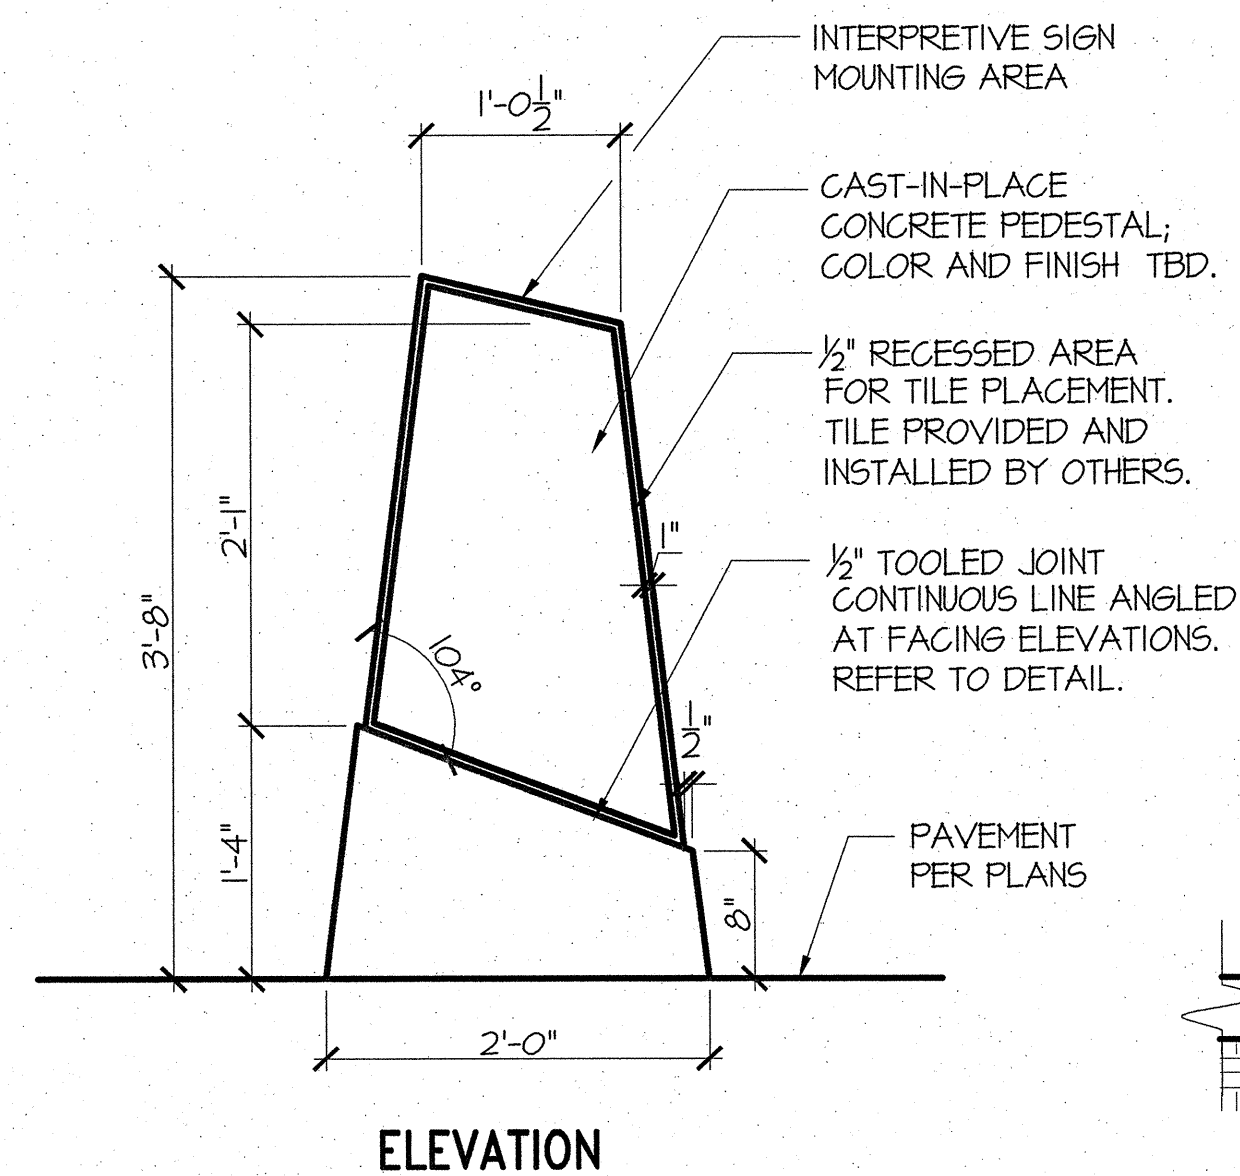 INTERPRETIVE SIGN
MOUNTING AREA
1'-0 1/2"
CAST-IN-PLACE
CONCRETE PEDESTAL;
COLOR AND FINISH TBD.
1/2" RECESSED AREA
FOR TILE PLACEMENT.
TILE PROVIDED AND
INSTALLED BY OTHERS.
2'-1"
1"
1/2" TOOLED JOINT
CONTINUOUS LINE ANGLED
AT FACING ELEVATIONS.
REFER TO DETAIL.
3'-8"
104°
1/2"
PAVEMENT
PER PLANS
1'-4"
8"
2'-0"
ELEVATION